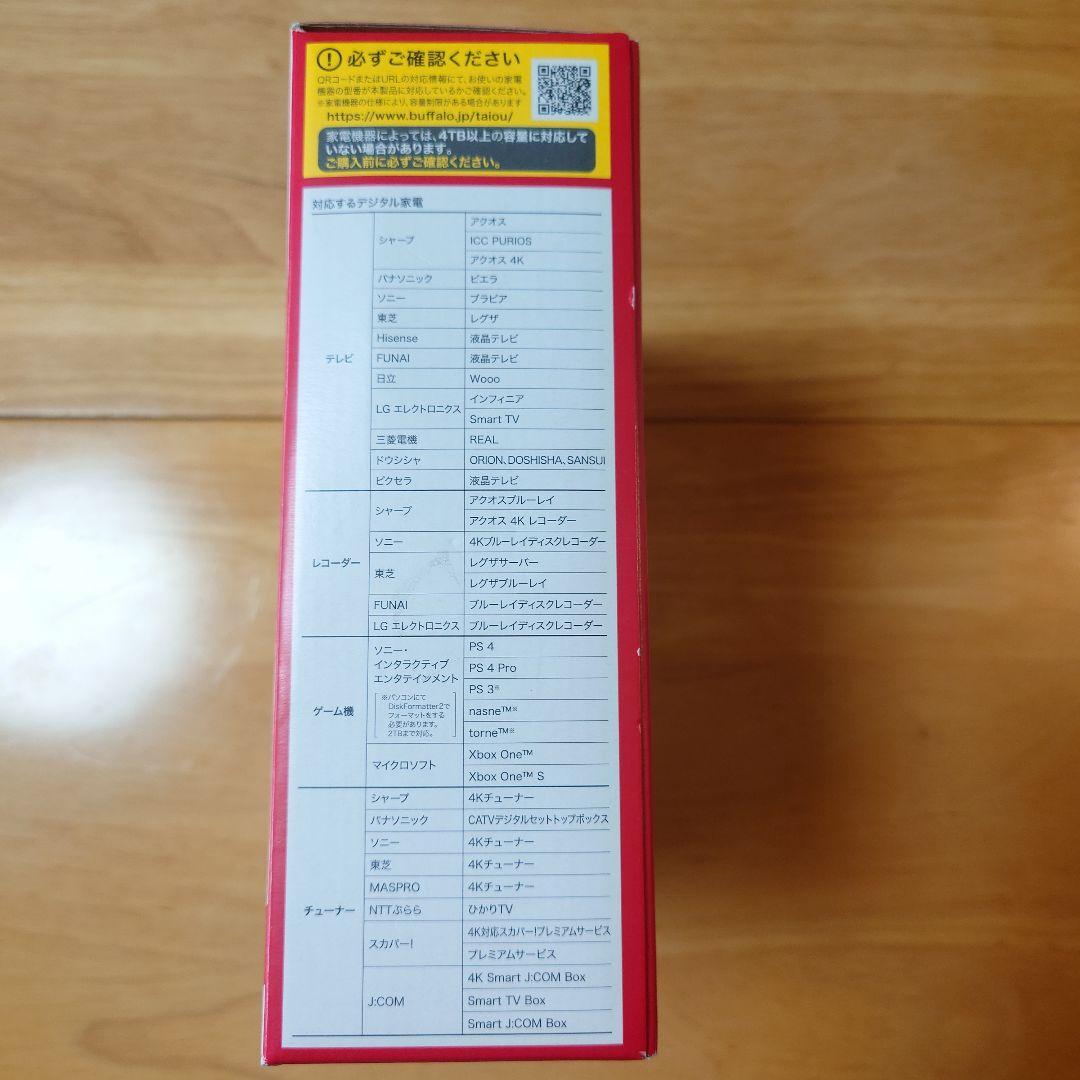 必ずご確認ください
QRコードまたはURLの対応情報にて、お使いの家電
機器の型番が本製品に対応しているかご確認ください。
※家電機器の仕様により、容量制限がある場合があります
https://www.buffalo.jp/taiou/
家電機器によっては、4TB以上の容量に対応して
いない場合があります。
ご購入前に必ずご確認ください。
対応するデジタル家電
テレビ
シャープ
アクオス
ICC PURIOS
アクオス 4K
パナソニック ビエラ
ソニー ブラビア
東芝 レグザ
Hisense 液晶テレビ
FUNAI 液晶テレビ
日立 Wooo
LG エレクトロニクス
インフィニア
Smart TV
三菱電機 REAL
ドウシシャ ORION、DOSHISHA、SANSUI
ピクセラ 液晶テレビ
レコーダー
シャープ
アクオスブルーレイ
アクオス 4K レコーダー
ソニー 4Kブルーレイディスクレコーダー
東芝
レグザサーバー
レグザブルーレイ
FUNAI ブルーレイディスクレコーダー
LG エレクトロニクス ブルーレイディスクレコーダー
ゲーム機
ソニー・
インタラクティブ
エンタテインメント
※パソコンにて
DiskFormatter2で
フォーマットをする
必要があります。
2TBまで対応。
PS 4
PS 4 Pro
PS 3※
nasne™※
torne™※
マイクロソフト
Xbox One™
Xbox One™ S
チューナー
シャープ 4Kチューナー
パナソニック CATVデジタルセットトップボックス
ソニー 4Kチューナー
東芝 4Kチューナー
MASPRO 4Kチューナー
NTTぷらら ひかりTV
スカパー!
4K対応スカパー!プレミアムサービス
プレミアムサービス
J:COM
4K Smart J:COM Box
Smart TV Box
Smart J:COM Box